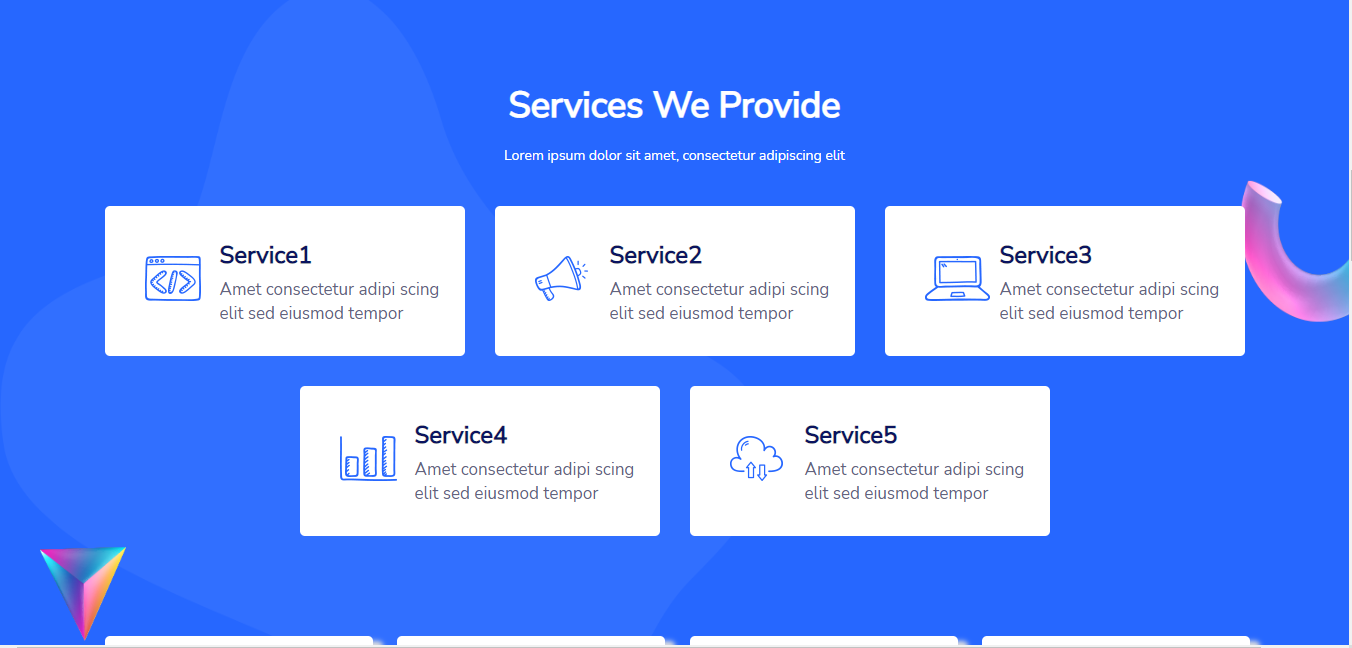 Services We Provide
Lorem ipsum dolor sit amet, consectetur adipiscing elit
Service1
Amet consectetur adipi scing
elit sed eiusmod tempor
Service2
Amet consectetur adipi scing
elit sed eiusmod tempor
Service3
Amet consectetur adipi scing
elit sed eiusmod tempor
Service4
Amet consectetur adipi scing
elit sed eiusmod tempor
Service5
Amet consectetur adipi scing
elit sed eiusmod tempor